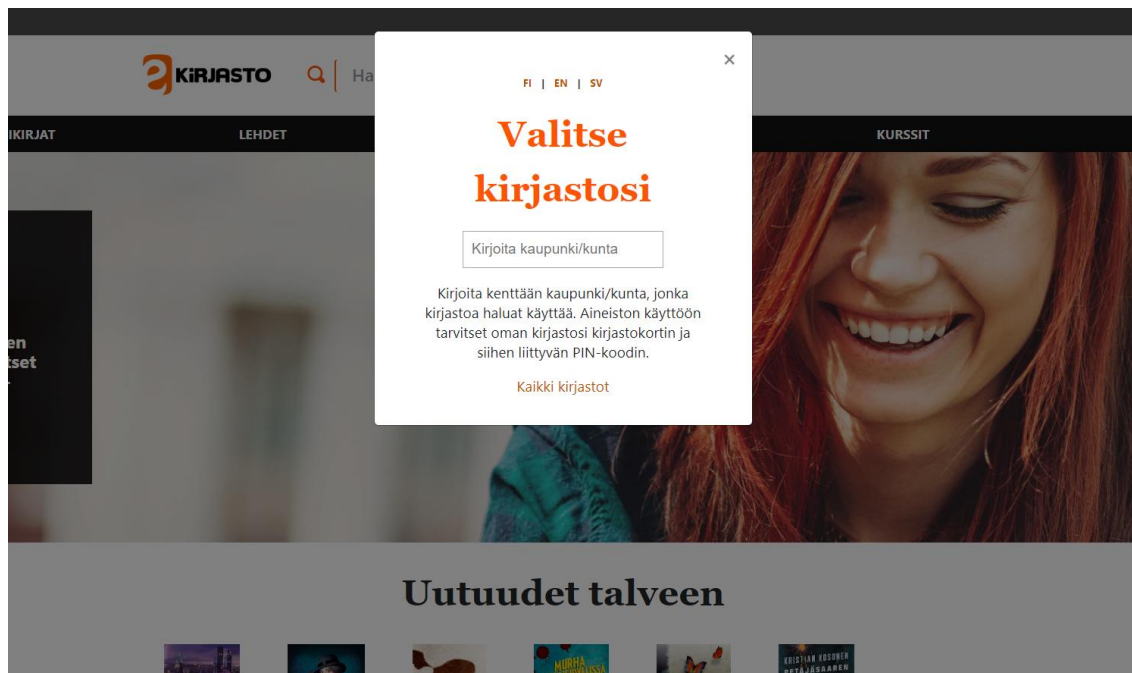 KiRJASTO
Ha
FI | EN | SV
×
Valitse
kirjastosi
Kirjoita kaupunki/kunta
Kirjoita kenttään kaupunki/kunta, jonka
kirjastoa haluat käyttää. Aineiston käyttöön
tarvitset oman kirjastosi kirjastokortin ja
siihen liittyvän PIN-koodin.
Kaikki kirjastot
IKIRJAT
LEHDET
KURSSIT
en
tset
Uutuudet talveen
MURHA
KRISTIAN KOSONEN
PETÄJÄSAAREN